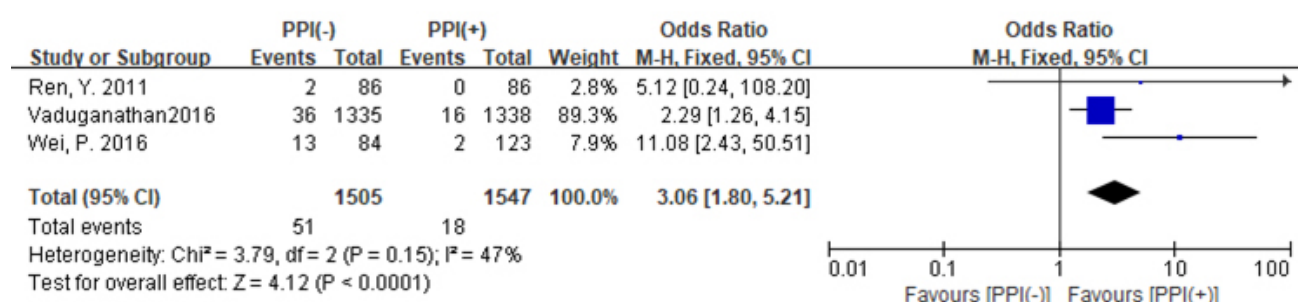 PPI(-) PPI(+) Odds Ratio Odds Ratio
Study or Subgroup Events Total Events Total Weight M-H, Fixed, 95% CI M-H, Fixed, 95% CI
Ren, Y. 2011 2 86 0 86 2.8% 5.12 [0.24, 108.20]
Vaduganathan2016 36 1335 16 1338 89.3% 2.29 [1.26, 4.15]
Wei, P. 2016 13 84 2 123 7.9% 11.08 [2.43, 50.51]
Total (95% CI) 1505 1547 100.0% 3.06 [1.80, 5.21]
Total events 51 18
Heterogeneity: Chi² = 3.79, df = 2 (P = 0.15); I² = 47%
Test for overall effect: Z = 4.12 (P < 0.0001)
0.01 0.1 1 10 100
Favours [PPI(-)] Favours [PPI(+)]